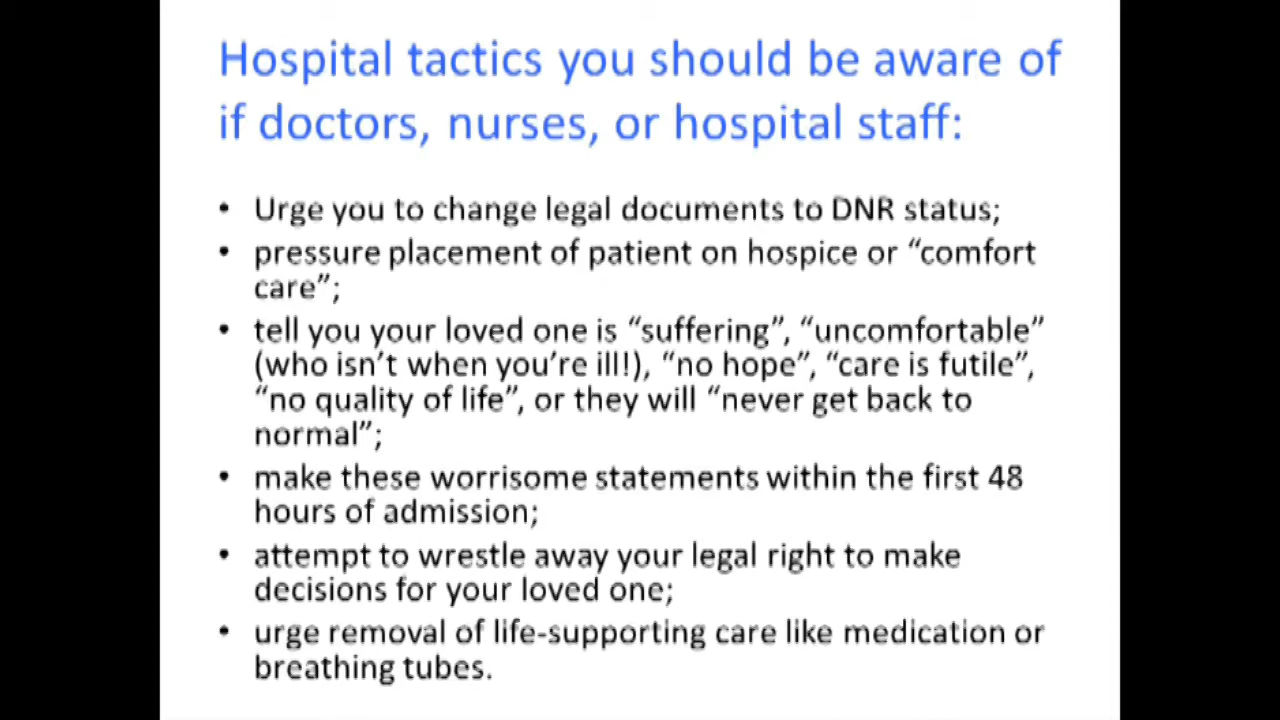 Hospital tactics you should be aware of
if doctors, nurses, or hospital staff:
• Urge you to change legal documents to DNR status;
• pressure placement of patient on hospice or “comfort
care”;
• tell you your loved one is “suffering”, “uncomfortable”
(who isn’t when you’re ill!), “no hope”, “care is futile”,
“no quality of life”, or they will “never get back to
normal”;
• make these worrisome statements within the first 48
hours of admission;
• attempt to wrestle away your legal right to make
decisions for your loved one;
• urge removal of life-supporting care like medication or
breathing tubes.